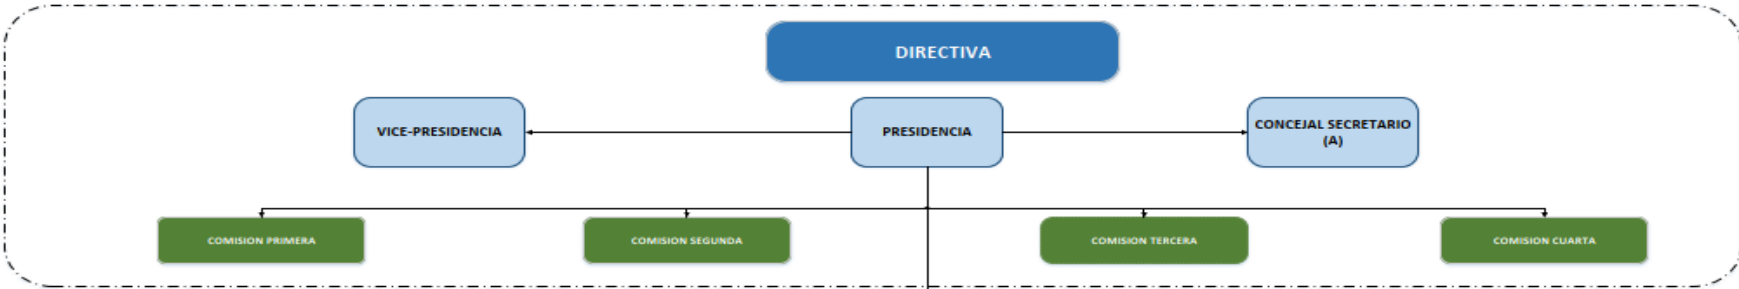 DIRECTIVA
VICE-PRESIDENCIA
PRESIDENCIA
CONCEJAL SECRETARIO
(A)
COMISION PRIMERA
COMISION SEGUNDA
COMISION TERCERA
COMISION CUARTA